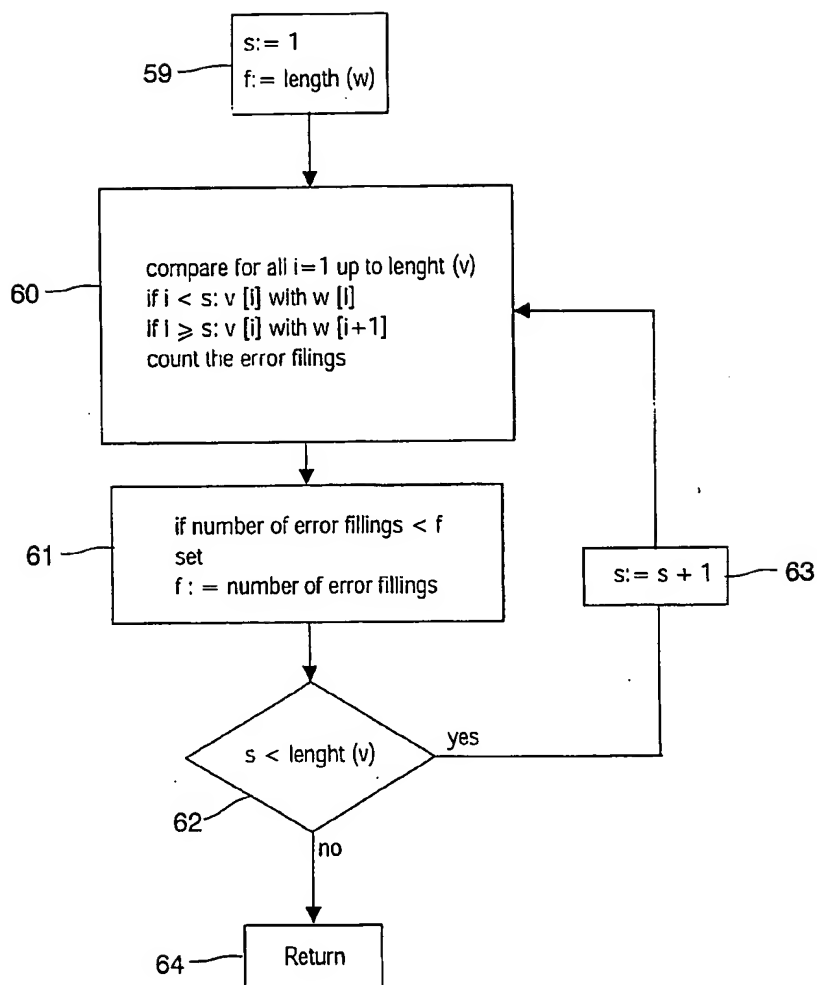 s:= 1
f:= length (w)
59
compare for all i=1 up to lenght (v)
if i < s: v [i] with w [i]
if i ⩾ s: v [i] with w [i+1]
count the error filings
60
if number of error fillings < f
set
f : = number of error fillings
61
s:= s + 1
63
s < lenght (v)
yes
62
no
Return
64